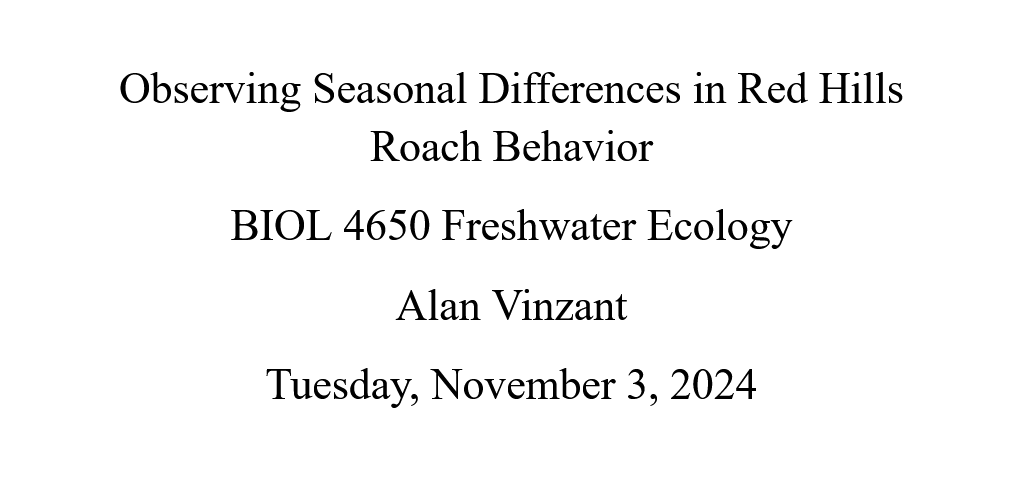 Observing Seasonal Differences in Red Hills
Roach Behavior
BIOL 4650 Freshwater Ecology
Alan Vinzant
Tuesday, November 3, 2024